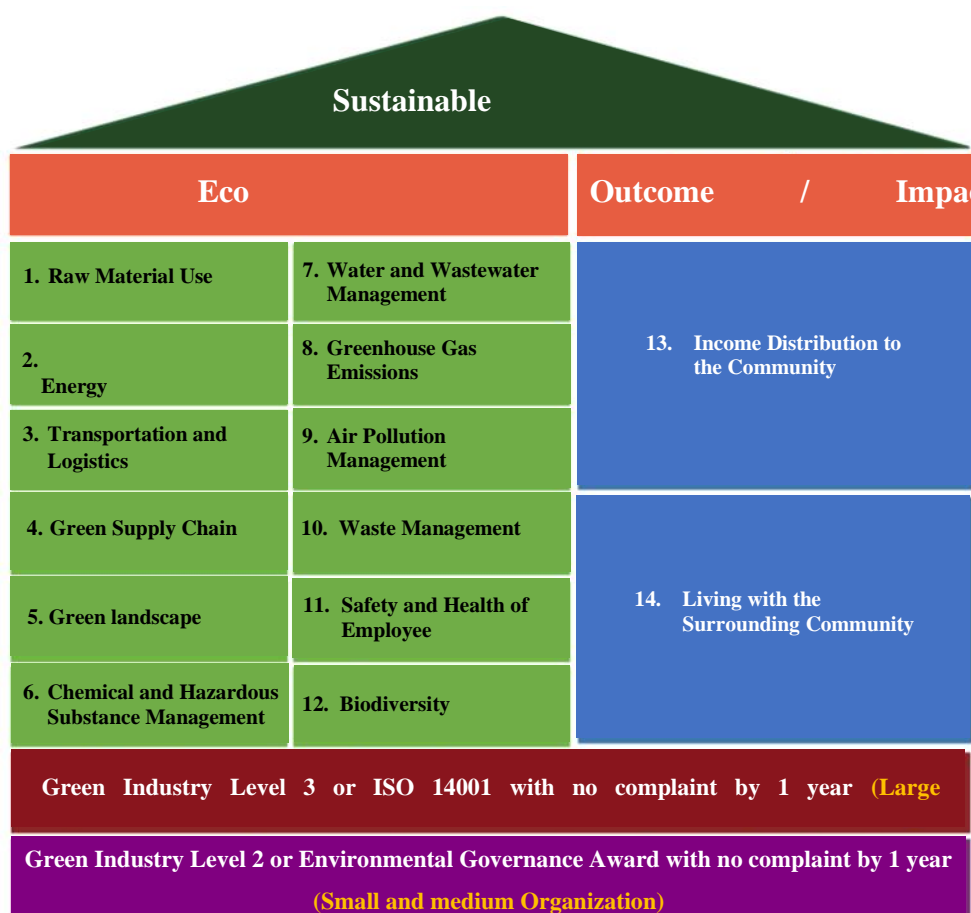 Sustainable
Eco
Outcome / Impac
1. Raw Material Use
2.
Energy
3. Transportation and
Logistics
4. Green Supply Chain
5. Green landscape
6. Chemical and Hazardous
Substance Management
7. Water and Wastewater
Management
8. Greenhouse Gas
Emissions
9. Air Pollution
Management
10. Waste Management
11. Safety and Health of
Employee
12. Biodiversity
13. Income Distribution to
the Community
14. Living with the
Surrounding Community
Green Industry Level 3 or ISO 14001 with no complaint by 1 year (Large
Green Industry Level 2 or Environmental Governance Award with no complaint by 1 year
(Small and medium Organization)